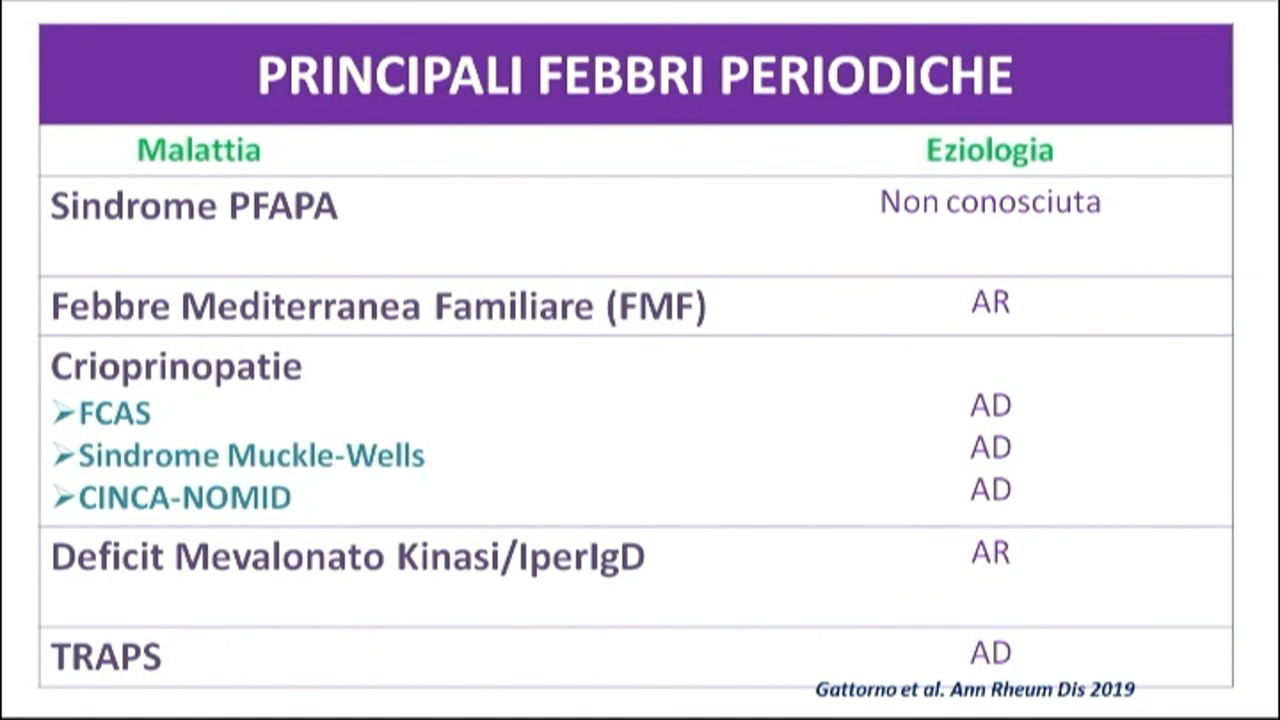 PRINCIPALI FEBBRI PERIODICHE
Malattia Eziologia
Sindrome PFAPA Non conosciuta
Febbre Mediterranea Familiare (FMF) AR
Crioprinopatie
➢FCAS AD
➢Sindrome Muckle-Wells AD
➢CINCA-NOMID AD
Deficit Mevalonato Kinasi/IperIgD AR
TRAPS AD
Gattorno et al. Ann Rheum Dis 2019